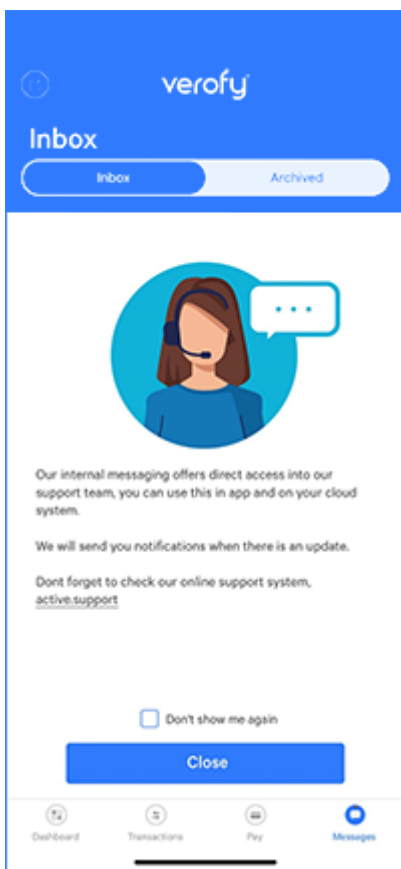 verofy
Inbox
Inbox
Archived
Our internal messaging offers direct access into our
support team, you can use this in app and on your cloud
system.
We will send you notifications when there is an update.
Dont forget to check our online support system,
active.support
Don't show me again
Close
Dashboard
Transactions
Pay
Messages